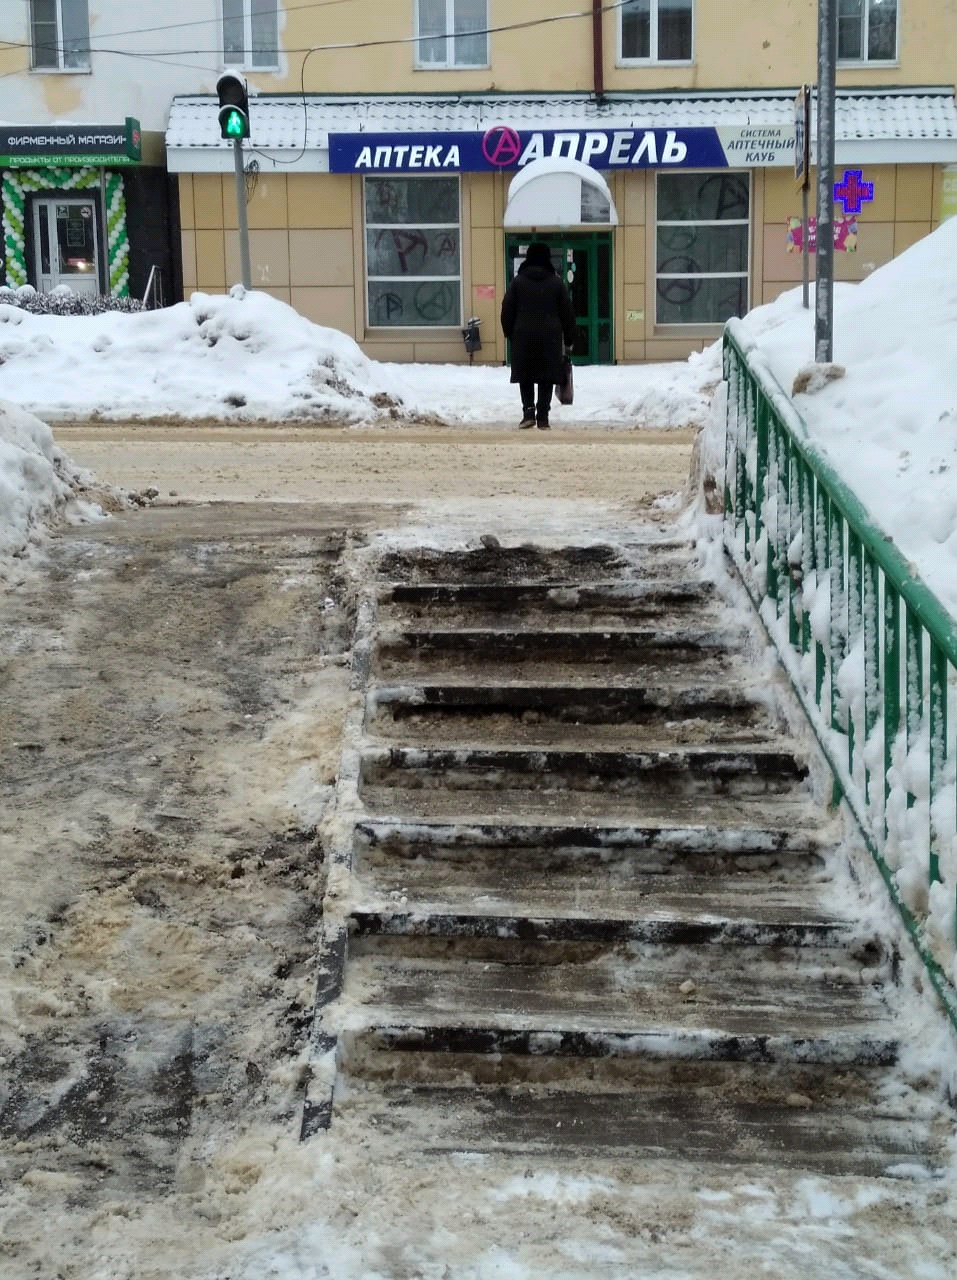 ФИРМЕННЫЙ МАГАЗИН
ПРОДУКТЫ ОТ ПРОИЗВОДИТЕЛЯ
АПТЕКА АПРЕЛЬ
СИСТЕМА
АПТЕЧНЫЙ
КЛУБ